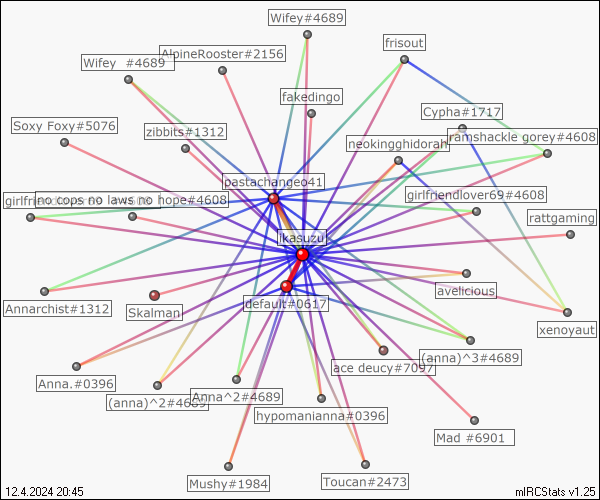 Wifey#4689
frisout
AlpineRooster#2156
Wifey #4689
fakedingo
Cypha#1717
Soxy Foxy#5076
zibbits#1312
neokingghidorah
ramshackle gorey#4608
pastachangeo41
girlfriendlover69#4608
no cops no laws no hope#4608
rattgaming
ikasuzu
avelicious
default#0617
Annarchist#1312
Skalman
xenoyaut
(anna)^3#4689
ace deucy#7097
Anna.#0396
(anna)^2#4689
Anna^2#4689
hypomanianna#0396
Mad #6901
Mushy#1984
Toucan#2473
12.4.2024 20:45
mIRCStats v1.25